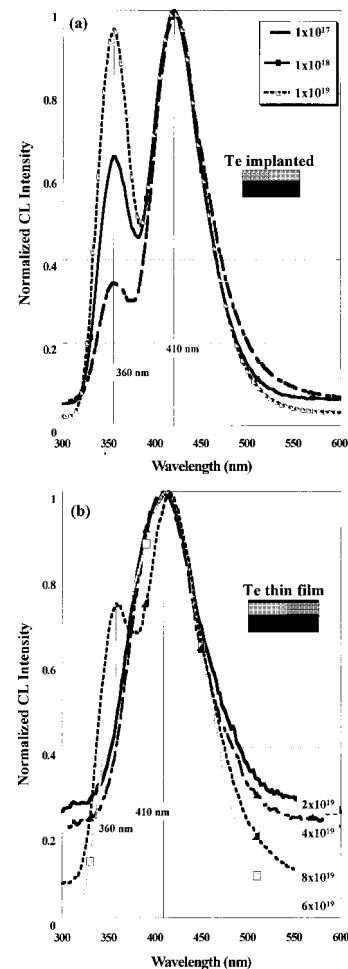 (a)
1x10¹⁷
1x10¹⁸
1x10¹⁹
Te implanted
Normalized CL Intensity
1
0.8
0.6
0.4
0.2
0
360 nm
410 nm
300 350 400 450 500 550 600
Wavelength (nm)
(b)
Te thin film
Normalized CL Intensity
1
0.8
0.6
0.4
0.2
0
360 nm
410 nm
2x10¹⁹
4x10¹⁹
8x10¹⁹
6x10¹⁹
300 350 400 450 500 550 600
Wavelength (nm)